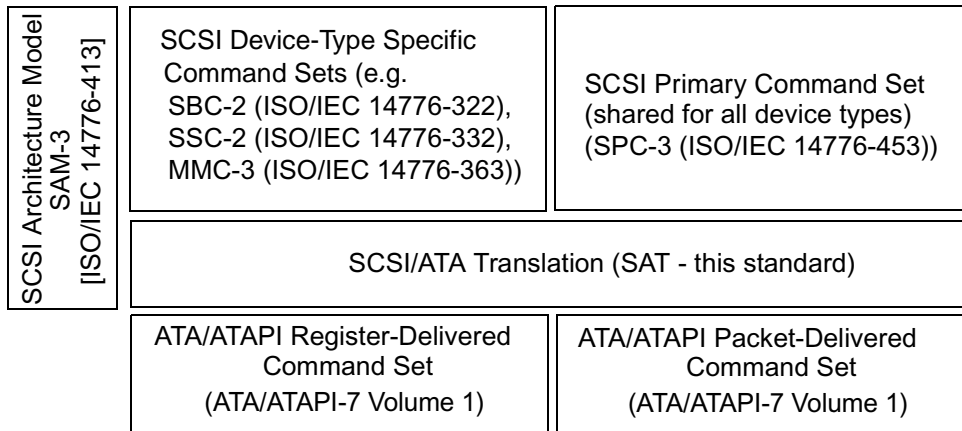 SCSI Architecture Model
SAM-3
[ISO/IEC 14776-413]
SCSI Device-Type Specific
Command Sets (e.g.
SBC-2 (ISO/IEC 14776-322),
SSC-2 (ISO/IEC 14776-332),
MMC-3 (ISO/IEC 14776-363))
SCSI Primary Command Set
(shared for all device types)
(SPC-3 (ISO/IEC 14776-453))
SCSI/ATA Translation (SAT - this standard)
ATA/ATAPI Register-Delivered
Command Set
(ATA/ATAPI-7 Volume 1)
ATA/ATAPI Packet-Delivered
Command Set
(ATA/ATAPI-7 Volume 1)